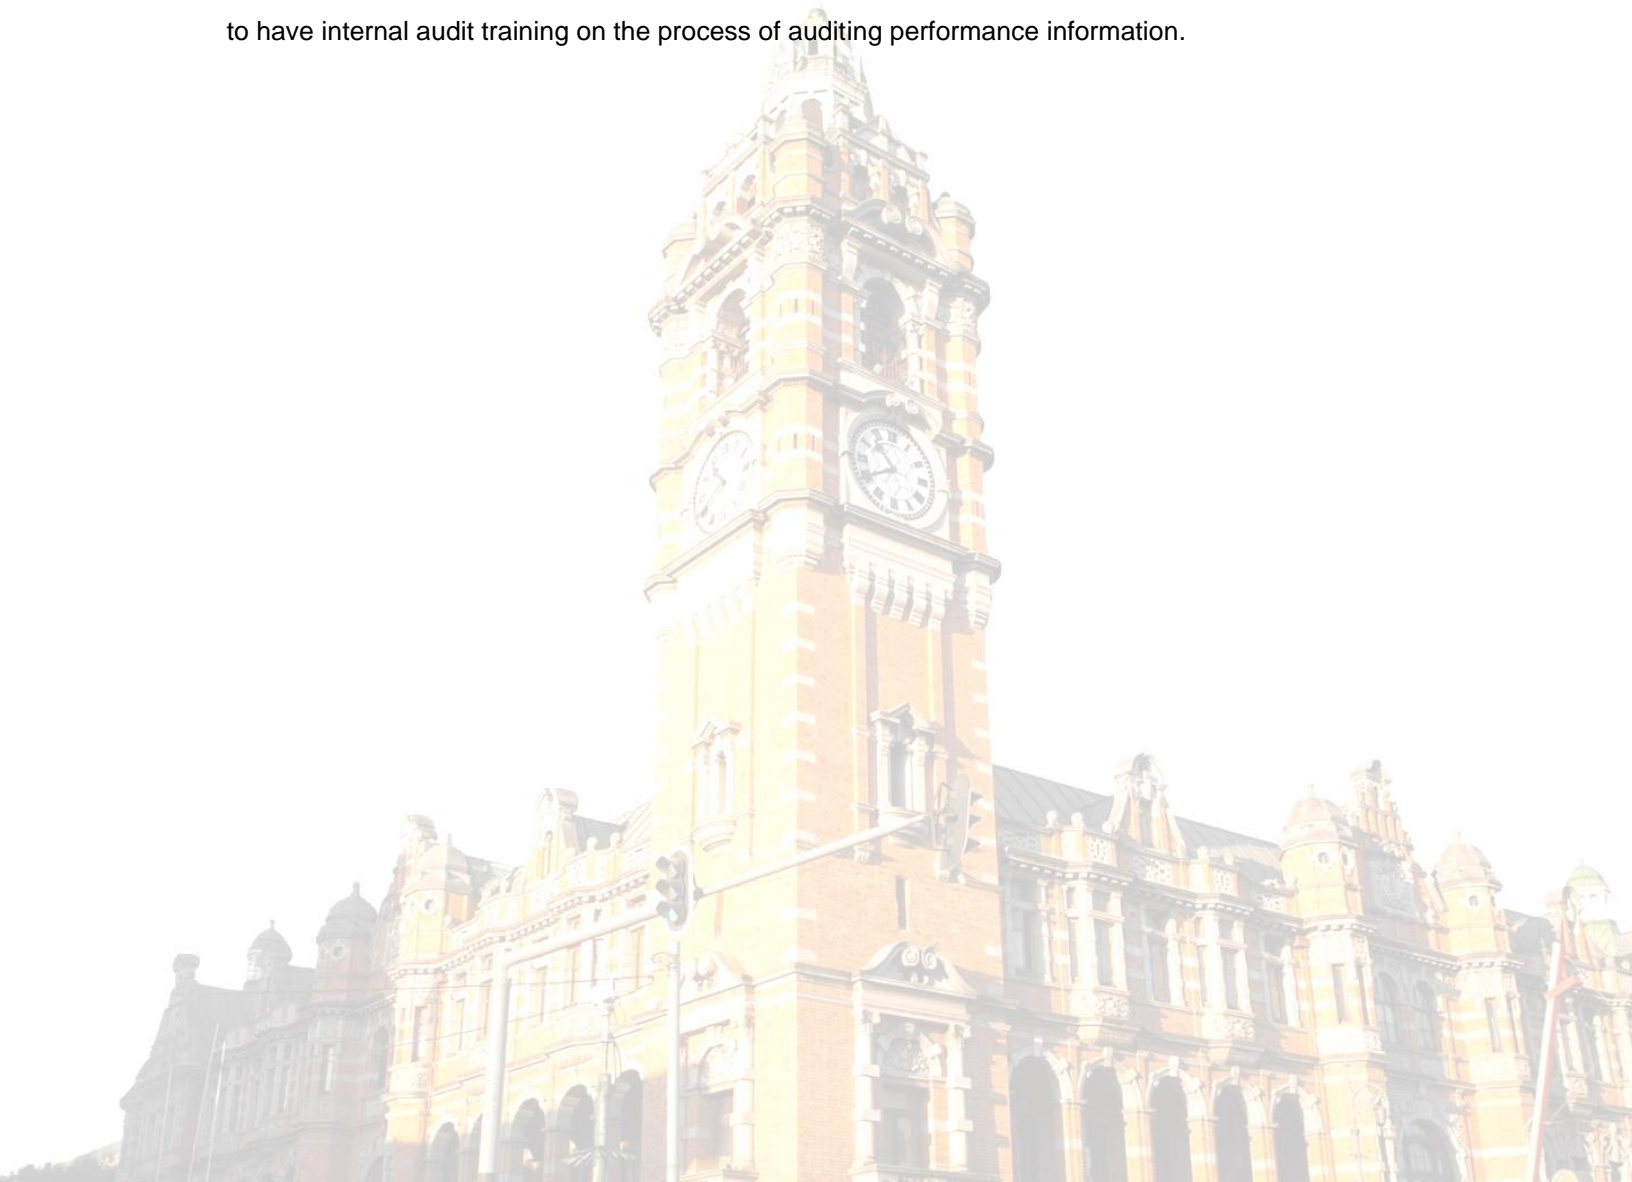 to have internal audit training on the process of auditing performance information.